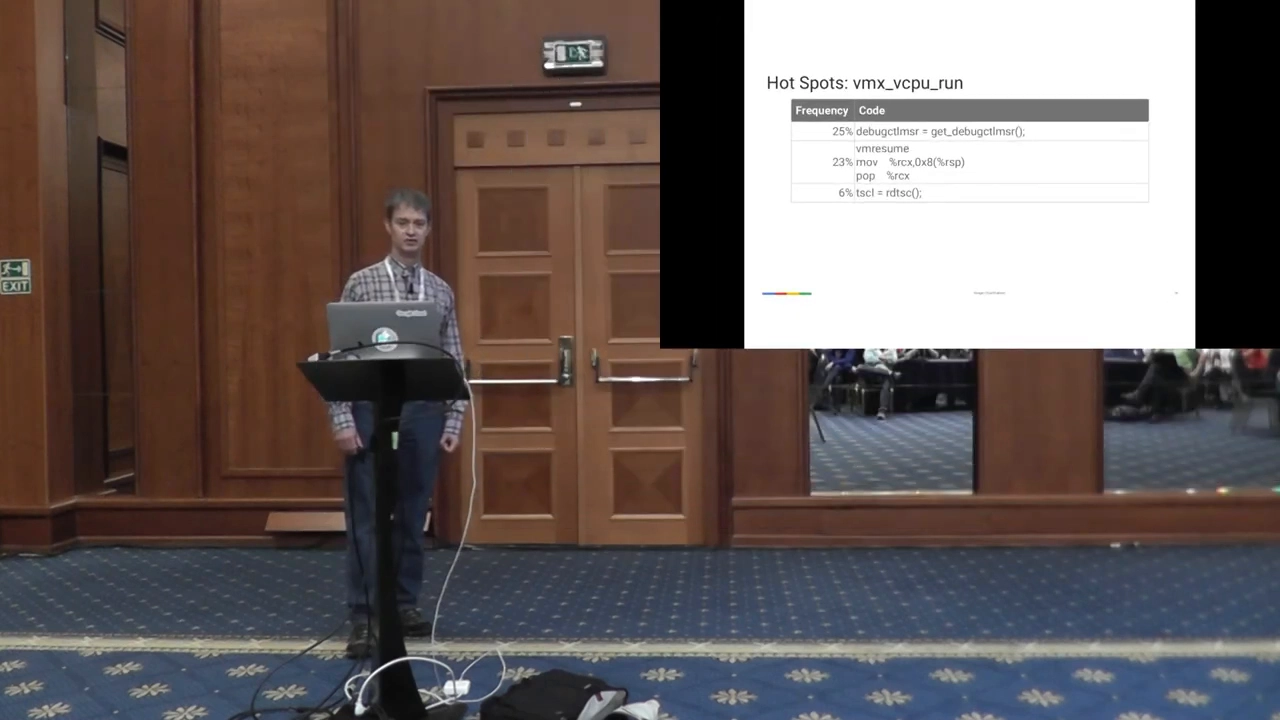 Hot Spots: vmx_vcpu_run
Frequency Code
25% debugctlmsr = get_debugctlmsr();
vmresume
23% mov %rcx,0x8(%rsp)
pop %rcx
6% tscl = rdtsc();
EXIT